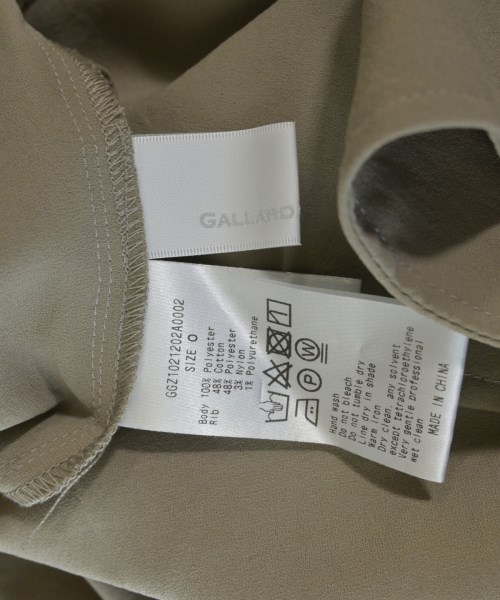 GALLARD
GGZ1021202A0002
SIZE 0
Body 100% Polyester
Rib 48% Cotton
48% Polyester
3% Nylon
1% Polyurethane
P W
Hand wash
Do not bleach
Do not tumble dry
Line dry in shade
Warm iron
Dry clean, any solvent
except tetrachloroethylene
Very gentle professional
wet clean
MADE IN CHINA